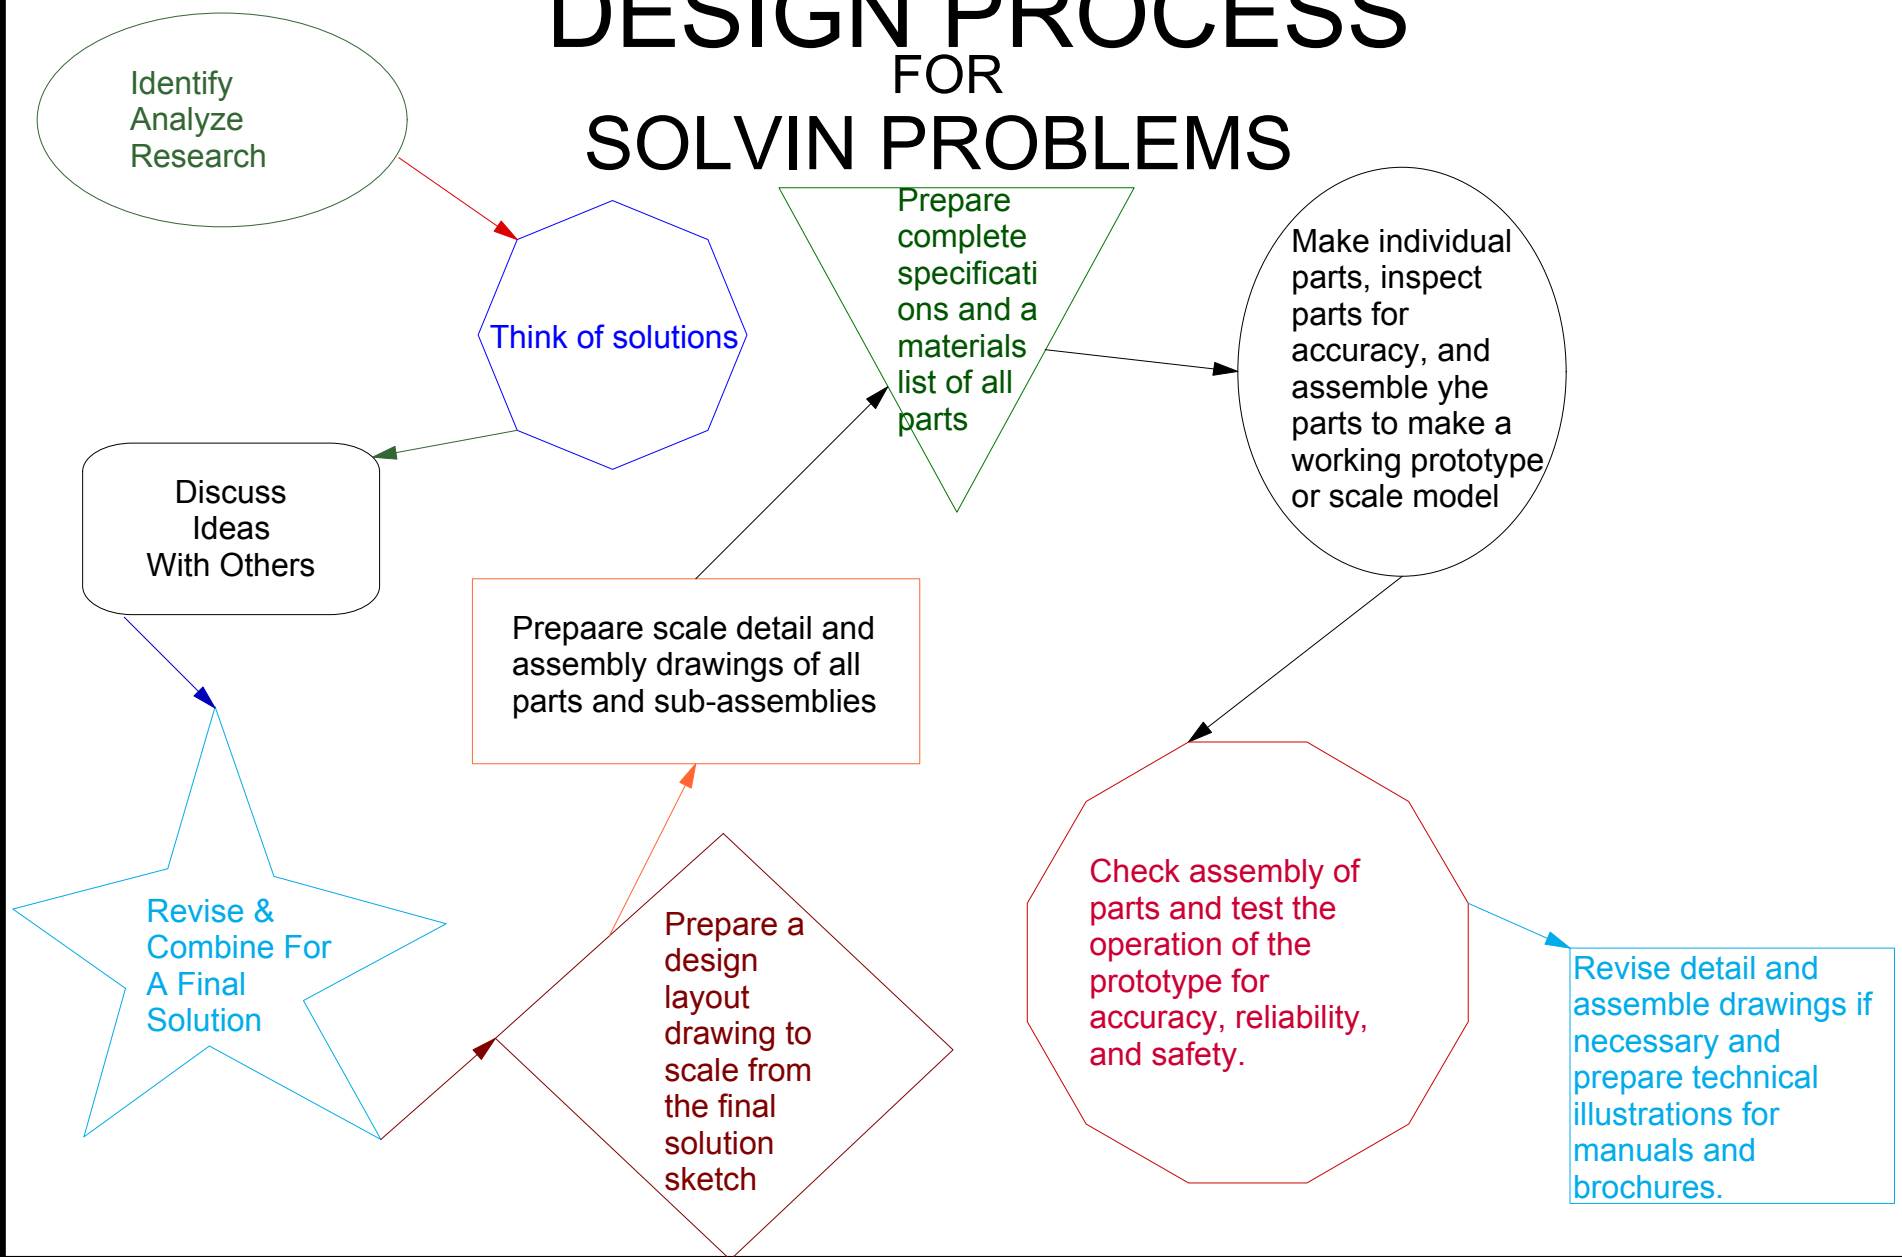 DESIGN PROCESS
FOR
SOLVIN PROBLEMS
Identify
Analyze
Research
Think of solutions
Discuss
Ideas
With Others
Revise &
Combine For
A Final
Solution
Prepare a
design
layout
drawing to
scale from
the final
solution
sketch
Prepaare scale detail and
assembly drawings of all
parts and sub-assemblies
Prepare
complete
specificati
ons and a
materials
list of all
parts
Make individual
parts, inspect
parts for
accuracy, and
assemble yhe
parts to make a
working prototype
or scale model
Check assembly of
parts and test the
operation of the
prototype for
accuracy, reliability,
and safety.
Revise detail and
assemble drawings if
necessary and
prepare technical
illustrations for
manuals and
brochures.